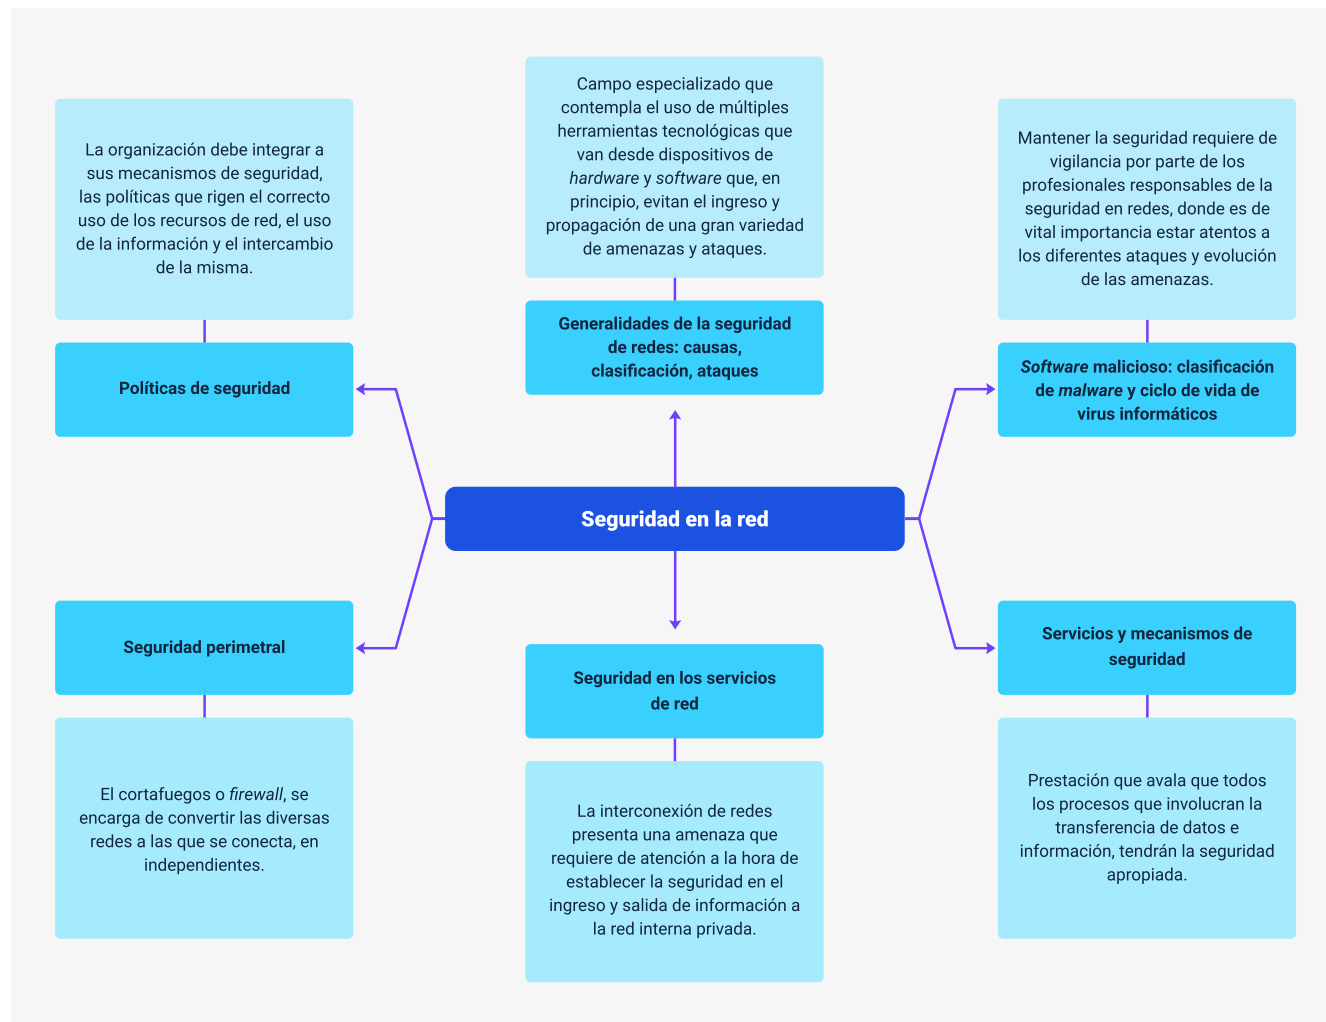 La organización debe integrar a
sus mecanismos de seguridad,
las políticas que rigen el correcto
uso de los recursos de red, el uso
de la información y el intercambio
de la misma.
Políticas de seguridad
Campo especializado que
contempla el uso de múltiples
herramientas tecnológicas que
van desde dispositivos de
hardware y software que, en
principio, evitan el ingreso y
propagación de una gran variedad
de amenazas y ataques.
Generalidades de la seguridad
de redes: causas,
clasificación, ataques
Mantener la seguridad requiere de
vigilancia por parte de los
profesionales responsables de la
seguridad en redes, donde es de
vital importancia estar atentos a
los diferentes ataques y evolución
de las amenazas.
Software malicioso: clasificación
de malware y ciclo de vida de
virus informáticos
Seguridad en la red
Seguridad perimetral
El cortafuegos o firewall, se
encarga de convertir las diversas
redes a las que se conecta, en
independientes.
Seguridad en los servicios
de red
La interconexión de redes
presenta una amenaza que
requiere de atención a la hora de
establecer la seguridad en el
ingreso y salida de información a
la red interna privada.
Servicios y mecanismos de
seguridad
Prestación que avala que todos
los procesos que involucran la
transferencia de datos e
información, tendrán la seguridad
apropiada.